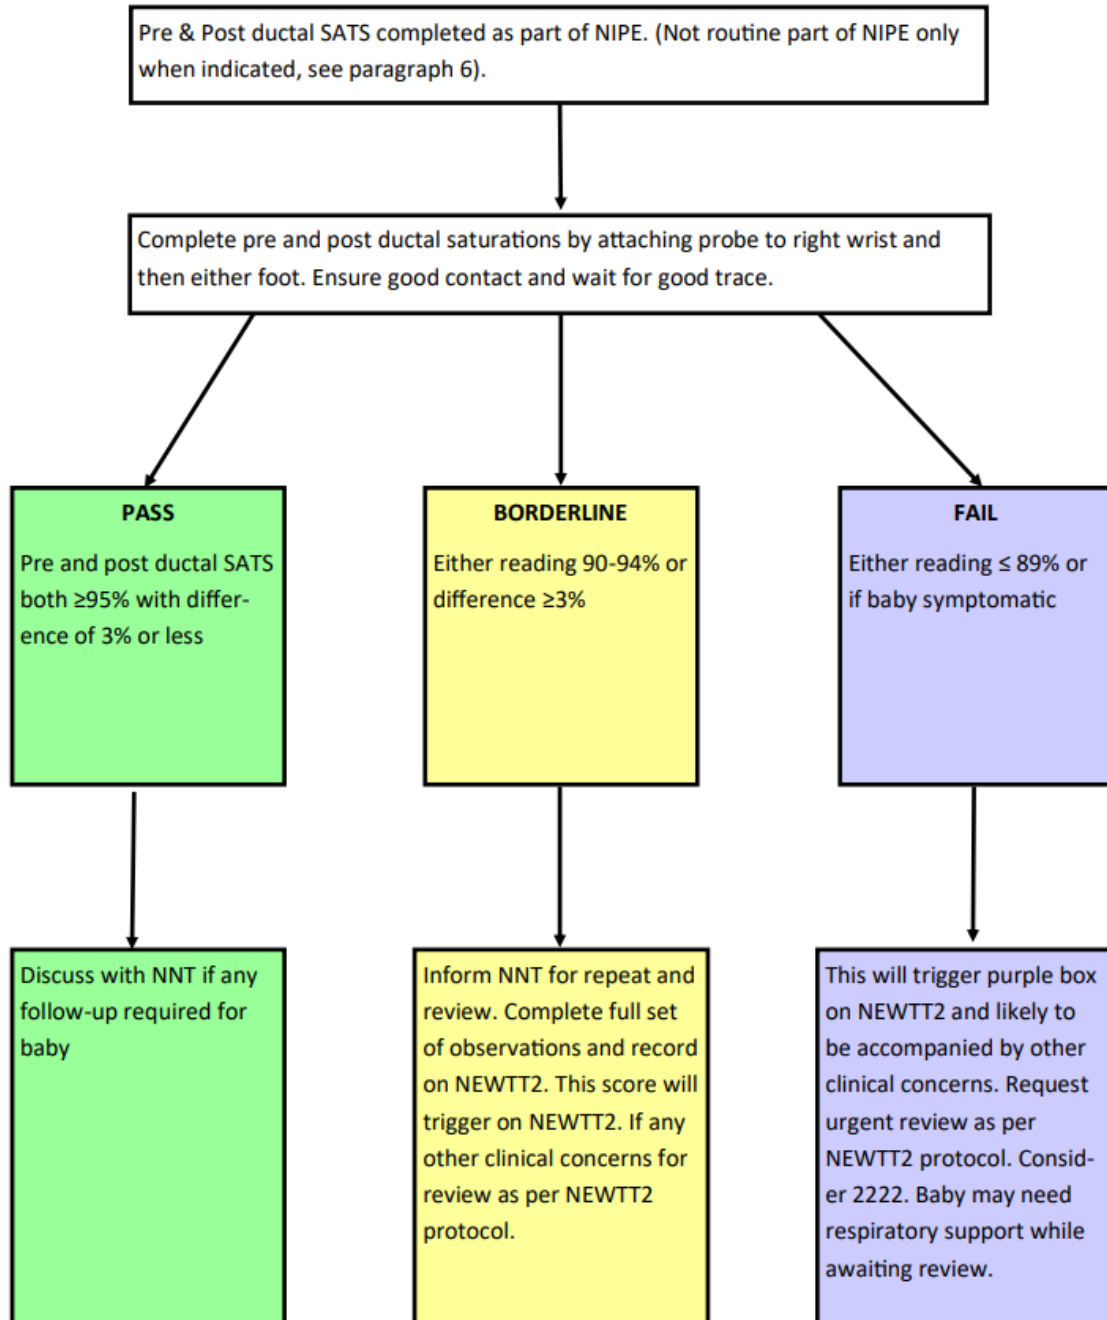 Pre & Post ductal SATS completed as part of NIPE. (Not routine part of NIPE only
when indicated, see paragraph 6).
Complete pre and post ductal saturations by attaching probe to right wrist and
then either foot. Ensure good contact and wait for good trace.
PASS
Pre and post ductal SATS
both ≥95% with differ-
ence of 3% or less
BORDERLINE
Either reading 90-94% or
difference ≥3%
FAIL
Either reading ≤ 89% or
if baby symptomatic
Discuss with NNT if any
follow-up required for
baby
Inform NNT for repeat and
review. Complete full set
of observations and record
on NEWTT2. This score will
trigger on NEWTT2. If any
other clinical concerns for
review as per NEWTT2
protocol.
This will trigger purple box
on NEWTT2 and likely to
be accompanied by other
clinical concerns. Request
urgent review as per
NEWTT2 protocol. Consid-
er 2222. Baby may need
respiratory support while
awaiting review.